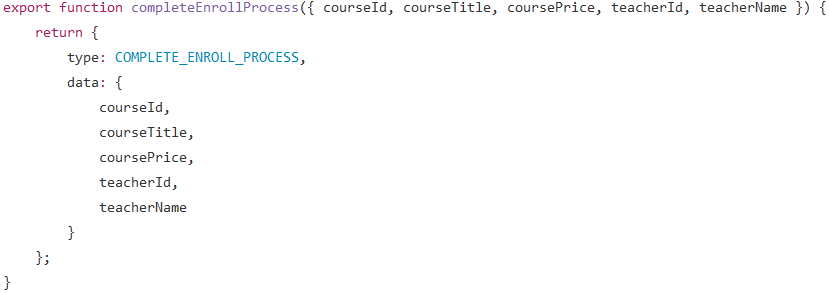 export function completeEnrollProcess({ courseId, courseTitle, coursePrice, teacherId, teacherName }) {
    return {
        type: COMPLETE_ENROLL_PROCESS,
        data: {
            courseId,
            courseTitle,
            coursePrice,
            teacherId,
            teacherName
        }
    };
}